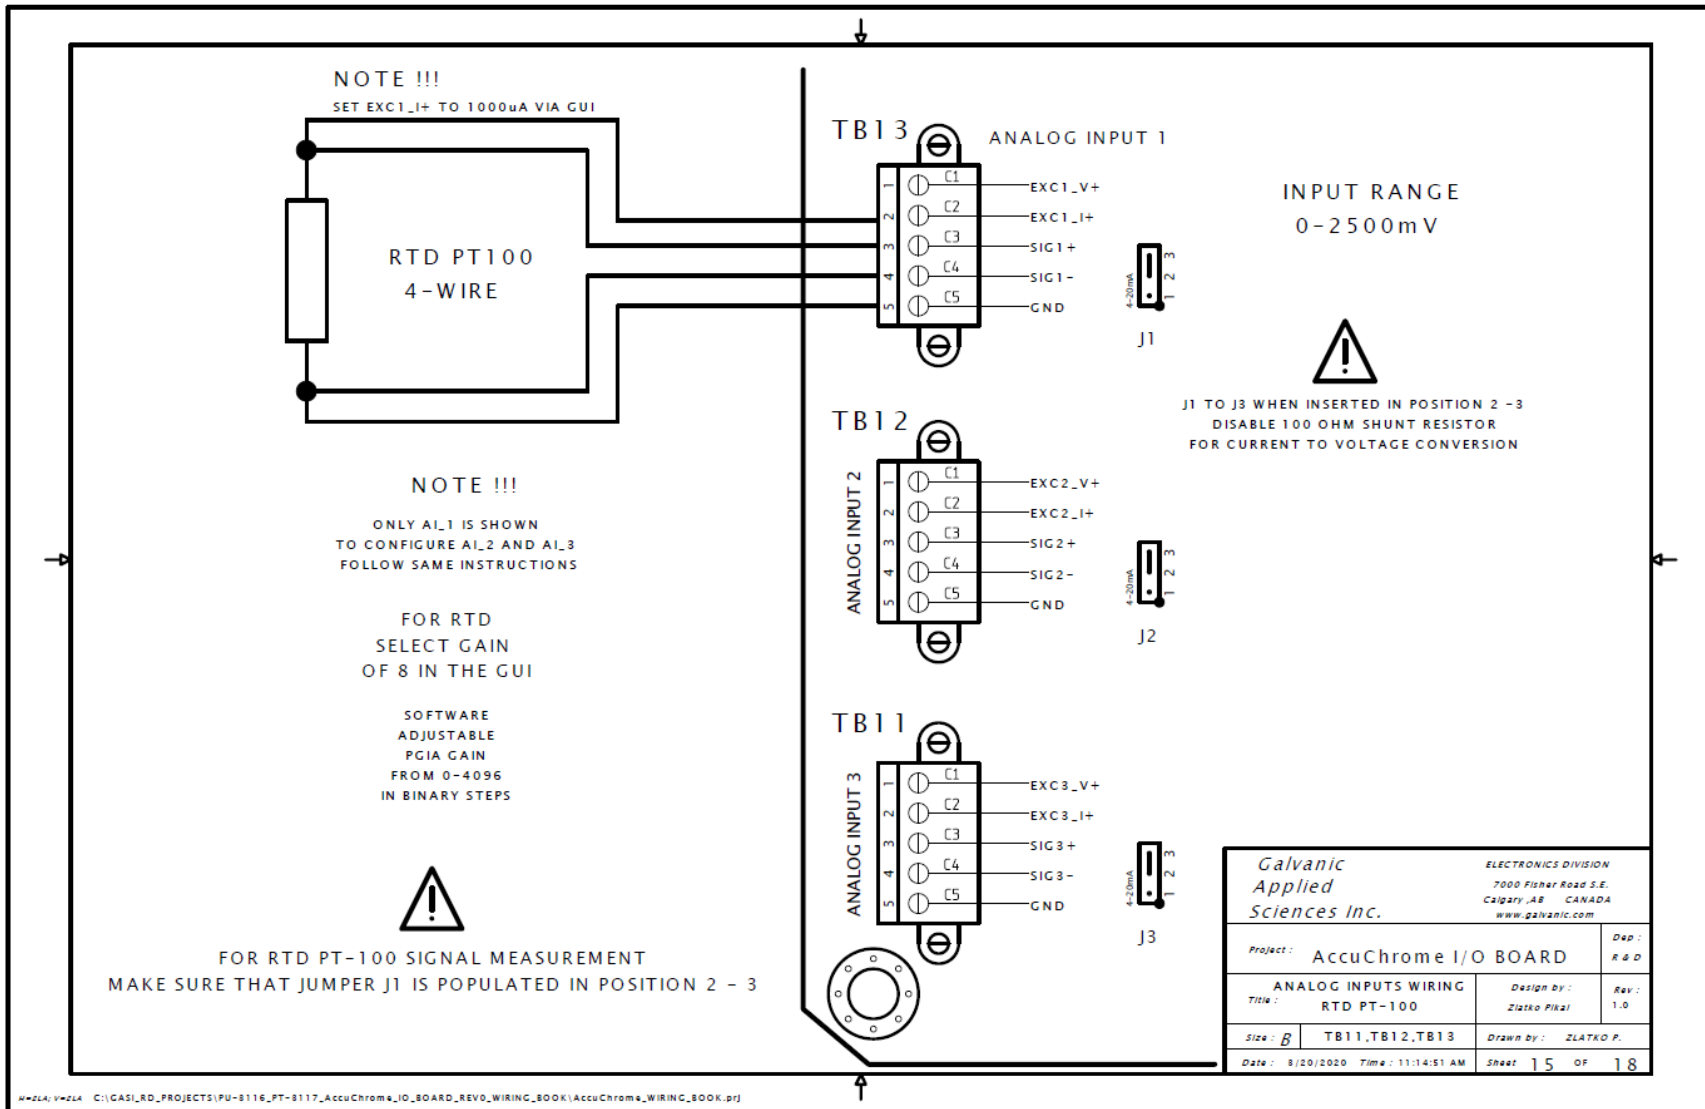 NOTE !!!
SET EXC1_I+ TO 1000uA VIA GUI
RTD PT100
4-WIRE
NOTE !!!
ONLY AI_1 IS SHOWN
TO CONFIGURE AI_2 AND AI_3
FOLLOW SAME INSTRUCTIONS
FOR RTD
SELECT GAIN
OF 8 IN THE GUI
SOFTWARE
ADJUSTABLE
PGIA GAIN
FROM 0-4096
IN BINARY STEPS
FOR RTD PT-100 SIGNAL MEASUREMENT
MAKE SURE THAT JUMPER J1 IS POPULATED IN POSITION 2 - 3
TB13
ANALOG INPUT 1
1 C1 EXC1_V+
2 C2 EXC1_I+
3 C3 SIG1+
4 C4 SIG1-
5 C5 GND
4-20mA
1 2 3
J1
TB12
ANALOG INPUT 2
1 C1 EXC2_V+
2 C2 EXC2_I+
3 C3 SIG2+
4 C4 SIG2-
5 C5 GND
4-20mA
1 2 3
J2
TB11
ANALOG INPUT 3
1 C1 EXC3_V+
2 C2 EXC3_I+
3 C3 SIG3+
4 C4 SIG3-
5 C5 GND
4-20mA
1 2 3
J3
INPUT RANGE
0-2500mV
J1 TO J3 WHEN INSERTED IN POSITION 2 -3
DISABLE 100 OHM SHUNT RESISTOR
FOR CURRENT TO VOLTAGE CONVERSION
Galvanic
Applied
Sciences Inc.
ELECTRONICS DIVISION
7000 Fisher Road S.E.
Calgary ,AB CANADA
www.galvanic.com
Project : AccuChrome I/O BOARD
Dep :
R & D
Title : ANALOG INPUTS WIRING
RTD PT-100
Design by :
Zlatko Pikal
Rev :
1.0
Size : B TB11,TB12,TB13
Drawn by : ZLATKO P.
Date : 8/20/2020 Time : 11:14:51 AM
Sheet 15 OF 18
H=ZLA; V=ZLA C:\GASI_RD_PROJECTS\PU-8116_PT-8117_AccuChrome_IO_BOARD_REV0_WIRING_BOOK\AccuChrome_WIRING_BOOK.prj